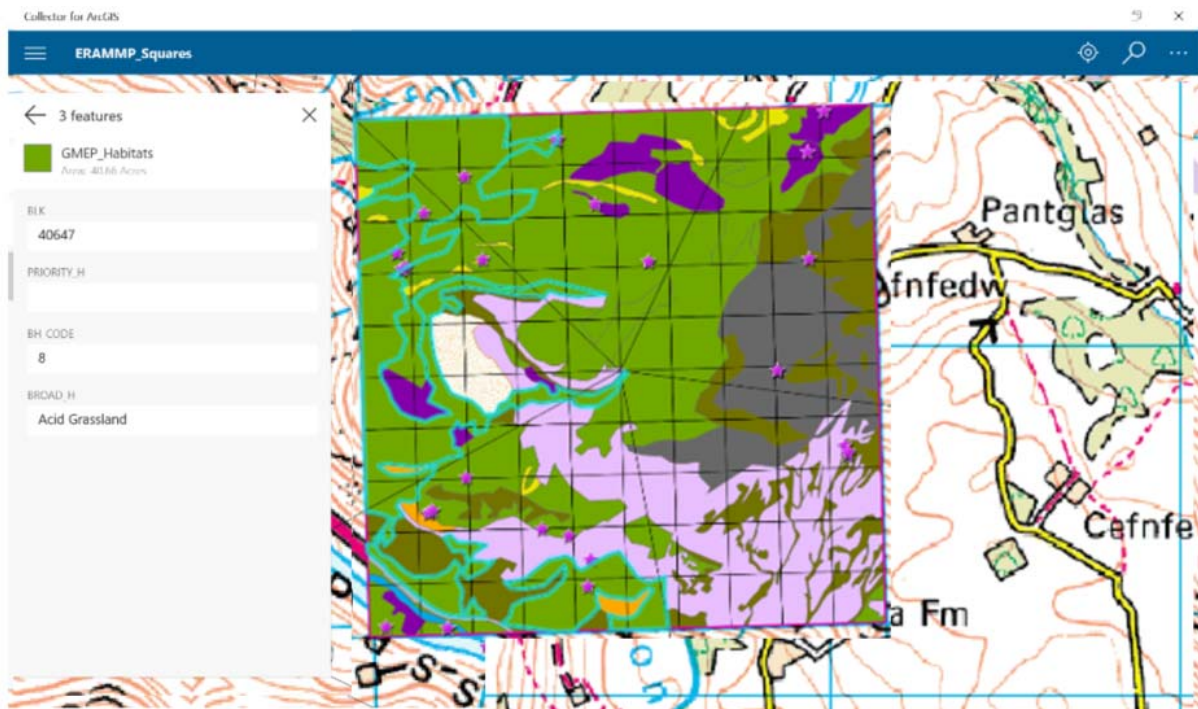 Collector for ArcGIS
ERAMMP_Squares
3 features
GMEP_Habitats
Area: 40.66 Acres
BLK
40647
PRIORITY_H
BH CODE
8
BROAD_H
Acid Grassland
Pantglas
fnfedw
Cefnfe
a Fm